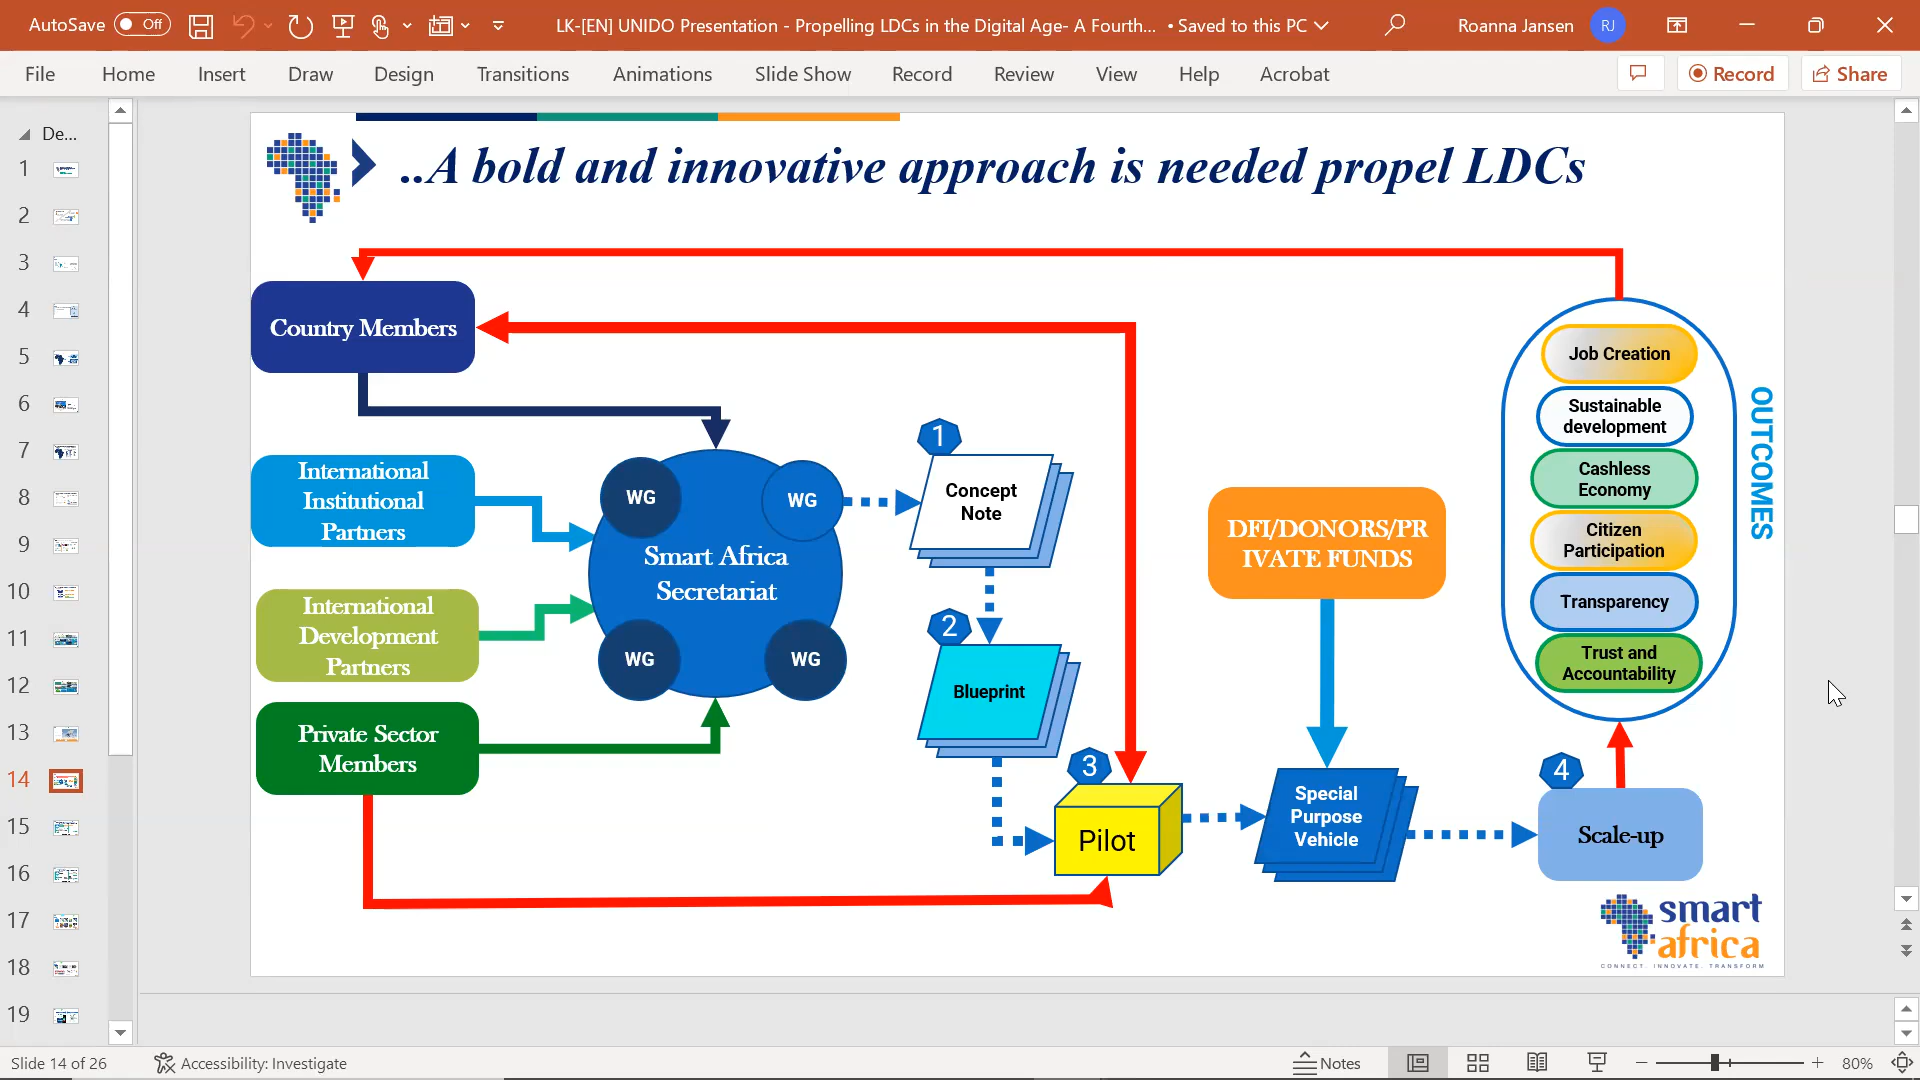 AutoSave Off
LK-[EN] UNIDO Presentation - Propelling LDCs in the Digital Age- A Fourth... • Saved to this PC
Roanna Jansen RJ
File Home Insert Draw Design Transitions Animations Slide Show Record Review View Help Acrobat
Record Share
De...
1
2
3
4
5
6
7
8
9
10
11
12
13
14
15
16
17
18
19
..A bold and innovative approach is needed propel LDCs
Country Members
International
Institutional
Partners
International
Development
Partners
Private Sector
Members
WG
WG
Smart Africa
Secretariat
WG
WG
1
Concept
Note
2
Blueprint
3
Pilot
DFI/DONORS/PR
IVATE FUNDS
Special
Purpose
Vehicle
4
Scale-up
Job Creation
Sustainable
development
Cashless
Economy
Citizen
Participation
Transparency
Trust and
Accountability
OUTCOMES
smart
africa
CONNECT. INNOVATE. TRANSFORM
Slide 14 of 26 Accessibility: Investigate
Notes
80%